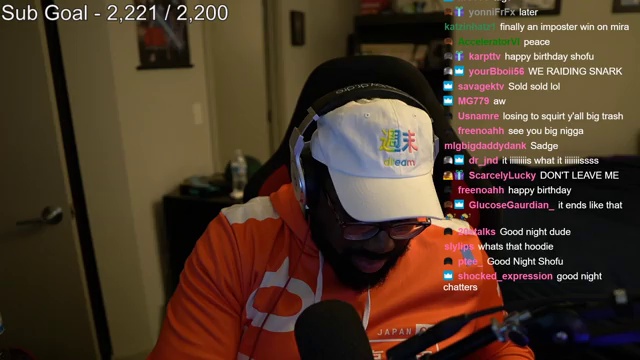 Sub Goal - 2,221 / 2,200
yonniFrFx later
finally an imposter win on mira
peace
karpttv happy birthday shofu
yourBboii56 WE RAIDING SNARK
savagektv Sold sold lol
MG779 aw
Usnamre losing to squirt y'all big trash
freenoahh see you big nigga
mlgbigdaddydank Sadge
dr_jnd it iiiiiiiis what it iiiiiiissss
ScarcelyLucky DON'T LEAVE ME
freenoahh happy birthday
GlucoseGaurdian_ it ends like that
Good night dude
slylips whats that hoodie
Good Night Shofu
shocked_expression good night
chatters
週末
dream
JAPAN